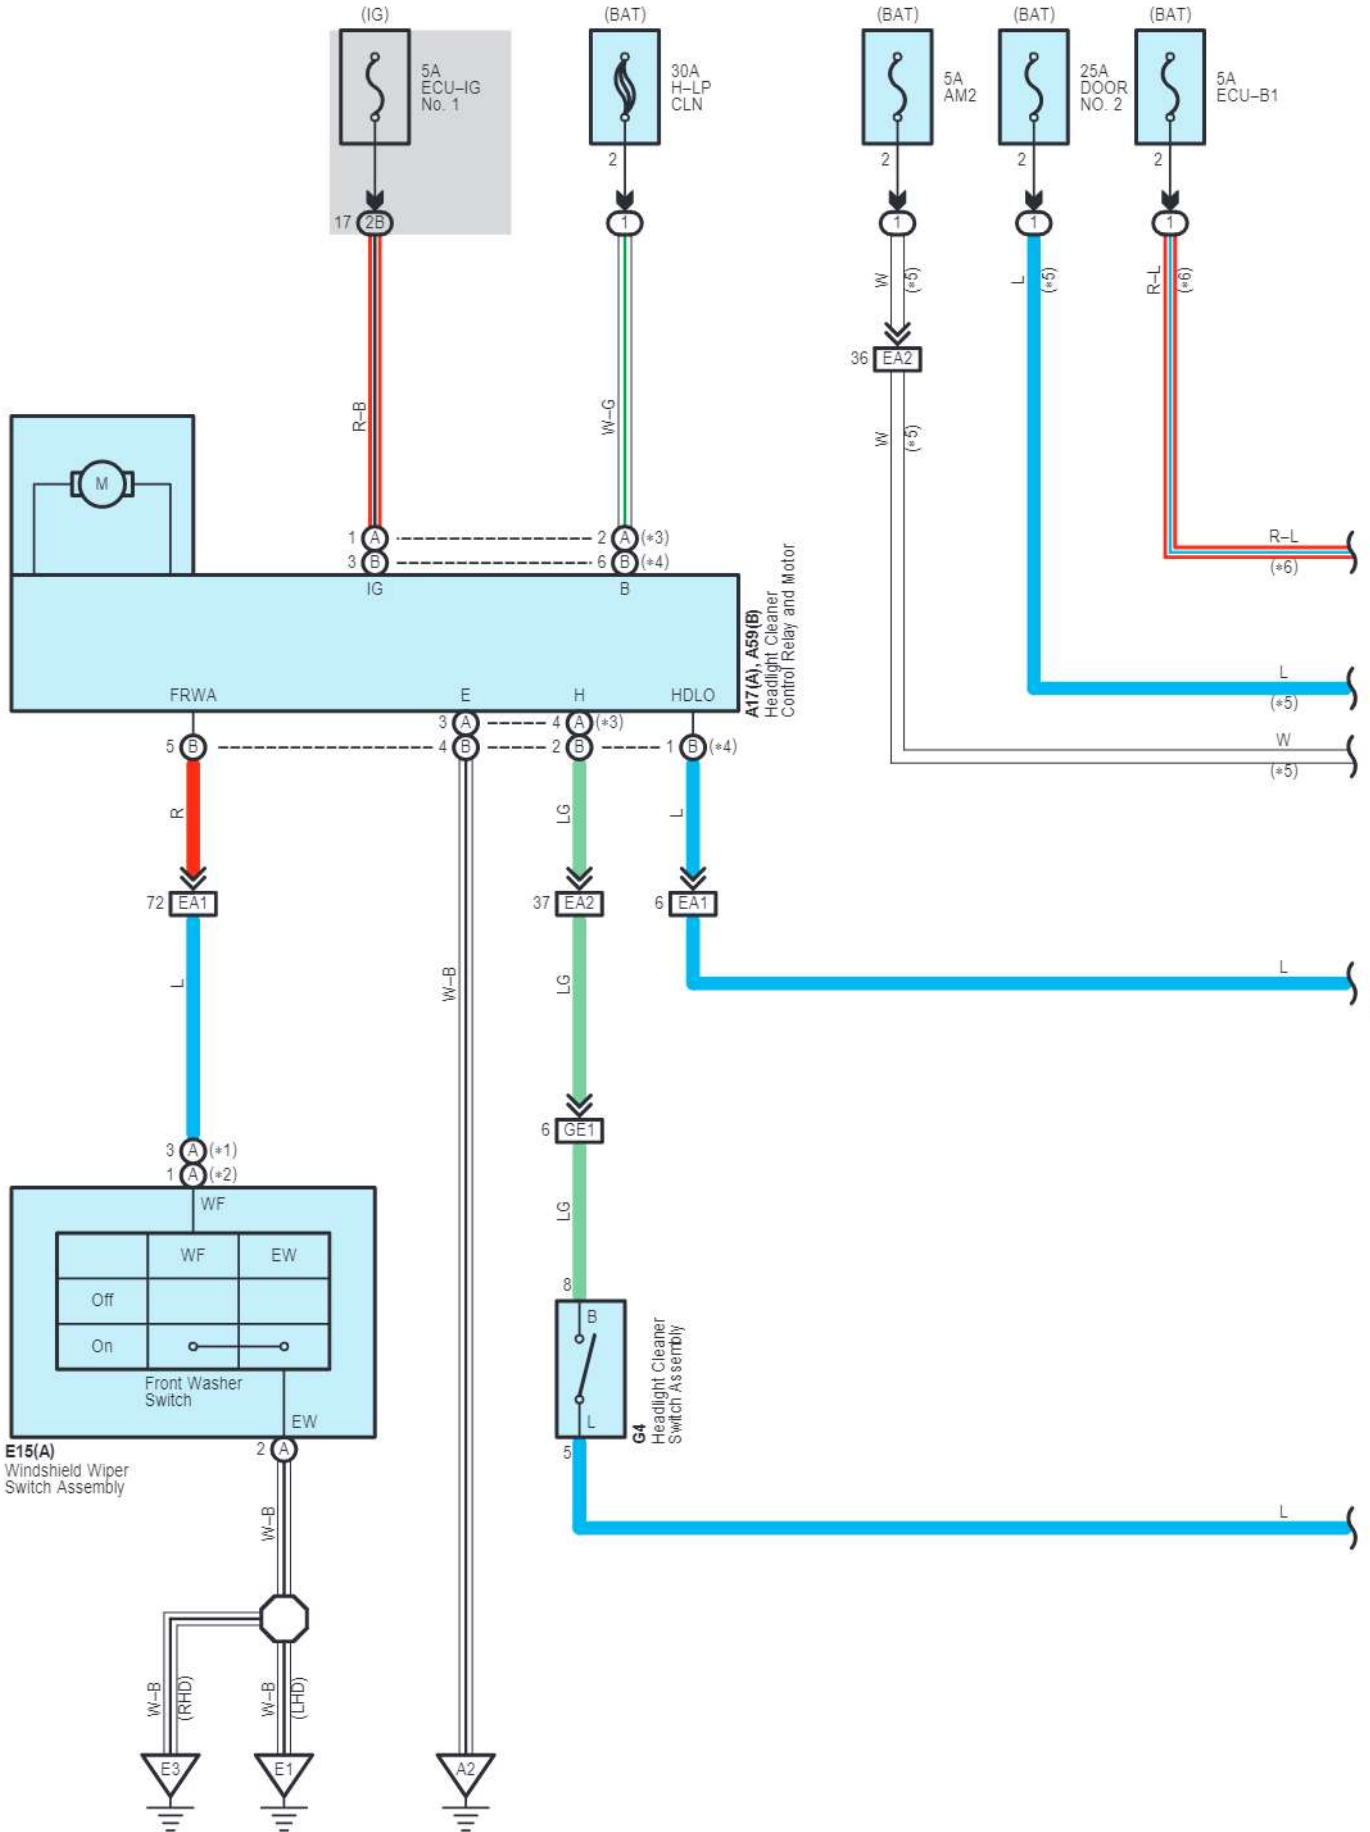 (IG)
(BAT)
(BAT)
(BAT)
(BAT)
5A
ECU–IG
No. 1
30A
H–LP
CLN
5A
AM2
25A
DOOR
NO. 2
5A
ECU–B1
2
2
2
2
17
2B
1
1
1
1
W
(*5)
L
(*5)
R–L
(*6)
36
EA2
R–B
W–G
W
(*5)
M
1
A
2
A
(*3)
3
B
6
B
(*4)
R–L
(*6)
IG
B
A17(A), A59(B)
Headlight Cleaner
Control Relay and Motor
FRWA
E
H
HDLO
L
(*5)
3
A
4
A
(*3)
5
B
4
B
2
B
1
B
(*4)
W
(*5)
R
LG
L
72
EA1
37
EA2
6
EA1
L
W–B
LG
L
6
GE1
3
A
(*1)
1
A
(*2)
WF
LG
WF
EW
Off
On
Front Washer
Switch
EW
8
B
L
5
G4
Headlight Cleaner
Switch Assembly
E15(A)
Windshield Wiper
Switch Assembly
2
A
W–B
L
W–B
(RHD)
W–B
(LHD)
E3
E1
A2